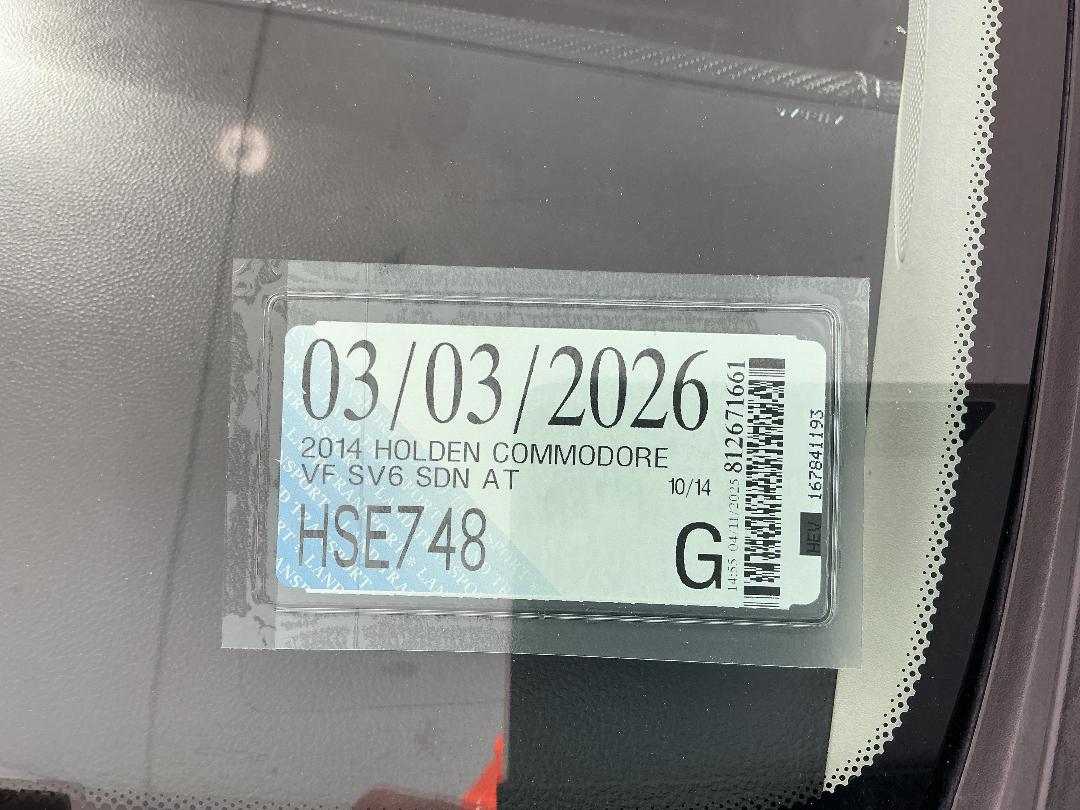 03/03/2026
2014 HOLDEN COMMODORE
VF SV6 SDN AT
10/14
HSE748
G
14:55 04/11/2025
812671661
HEV
167841193